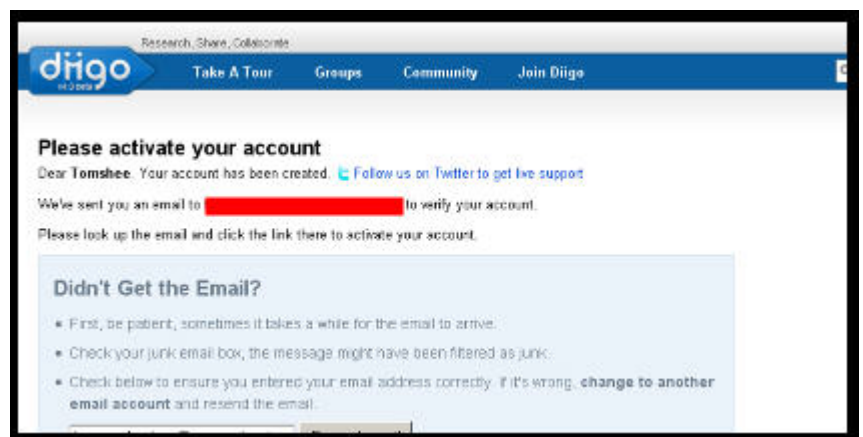 Research, Share, Collaborate
diigo
Take A Tour Groups Community Join Diigo
Please activate your account
Dear Tomshee. Your account has been created. Follow us on Twitter to get live support
We've sent you an email to to verify your account.
Please look up the email and click the link there to activate your account.
Didn't Get the Email?
First, be patient, sometimes it takes a while for the email to arrive.
Check your junk email box, the message might have been filtered as junk.
Check below to ensure you entered your email address correctly. If it's wrong, change to another
email account and resend the email.